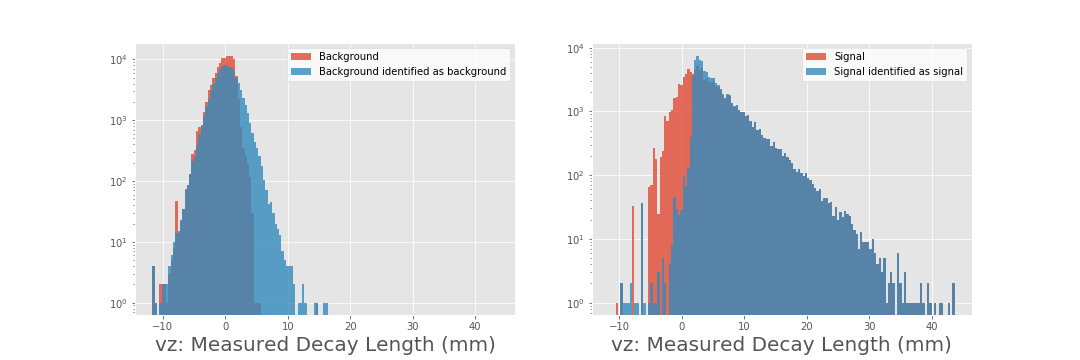 Background
Background identified as background
10⁴
10³
10²
10¹
10⁰
−10 0 10 20 30 40
vz: Measured Decay Length (mm)
Signal
Signal identified as signal
10⁴
10³
10²
10¹
10⁰
−10 0 10 20 30 40
vz: Measured Decay Length (mm)